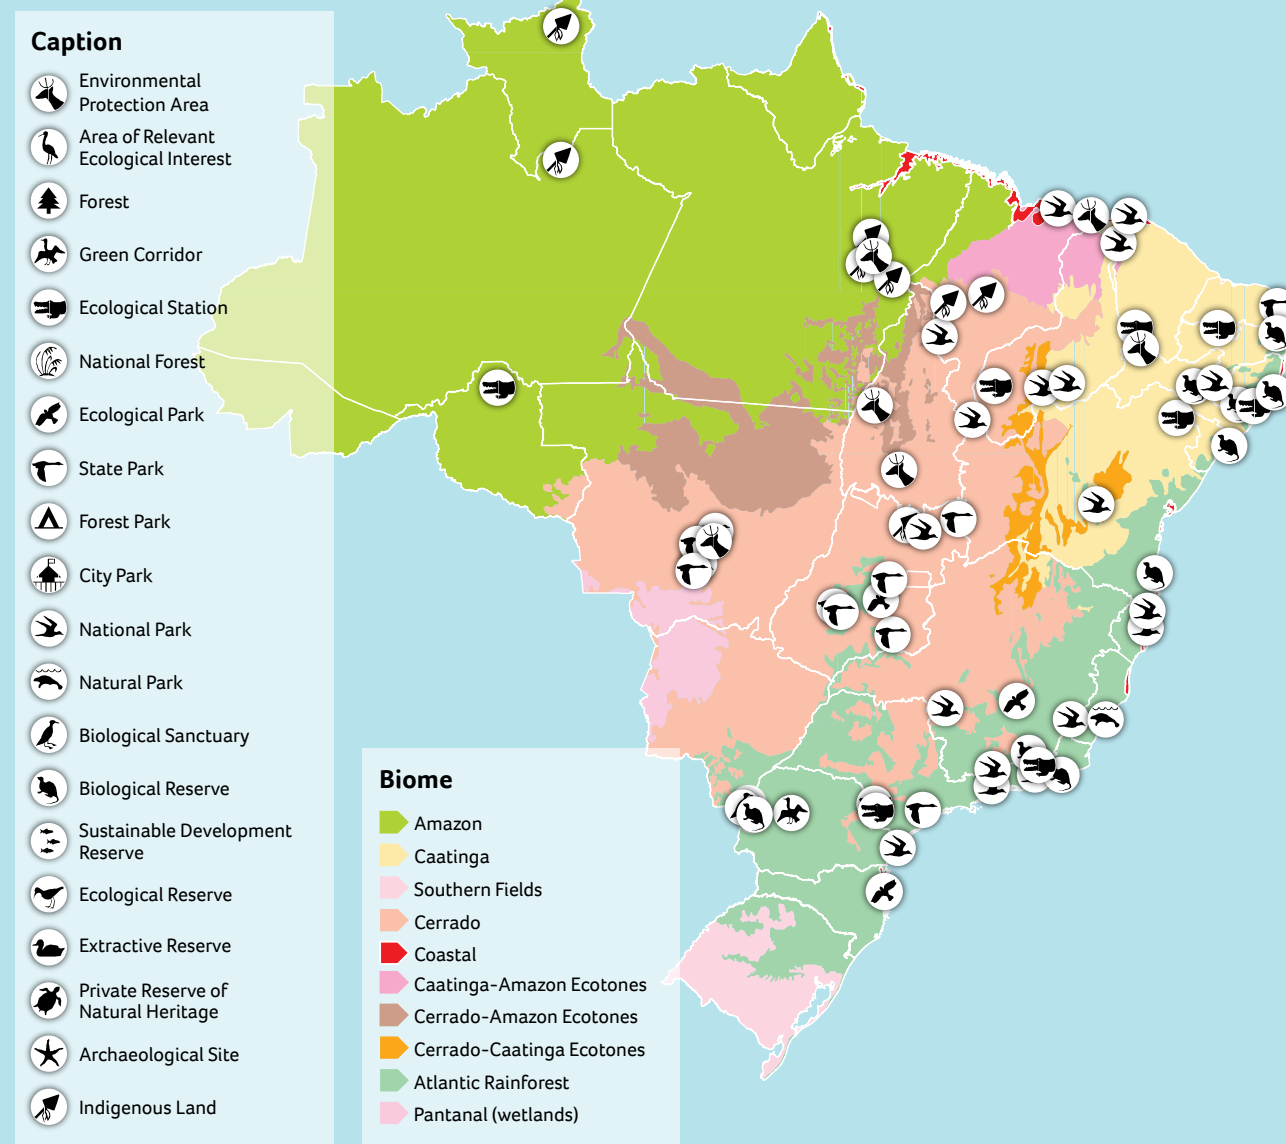 Caption
Environmental
Protection Area
Area of Relevant
Ecological Interest
Forest
Green Corridor
Ecological Station
National Forest
Ecological Park
State Park
Forest Park
City Park
National Park
Natural Park
Biological Sanctuary
Biological Reserve
Sustainable Development
Reserve
Ecological Reserve
Extractive Reserve
Private Reserve of
Natural Heritage
Archaeological Site
Indigenous Land
Biome
Amazon
Caatinga
Southern Fields
Cerrado
Coastal
Caatinga-Amazon Ecotones
Cerrado-Amazon Ecotones
Cerrado-Caatinga Ecotones
Atlantic Rainforest
Pantanal (wetlands)